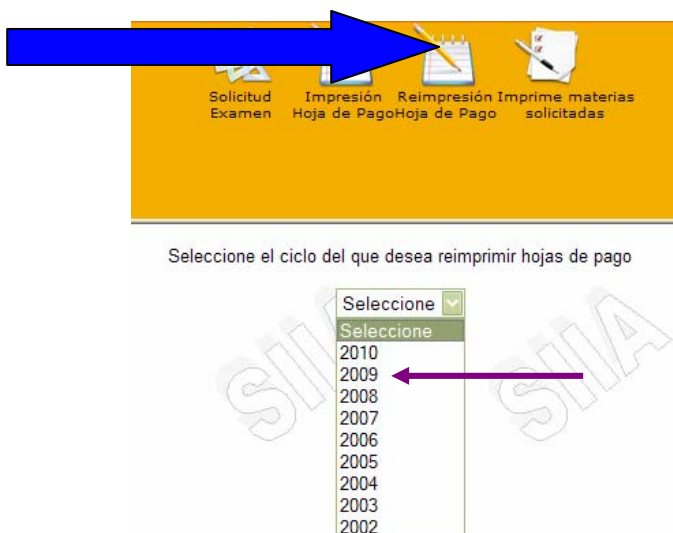 Solicitud Examen
Impresión Hoja de Pago
Reimpresión Hoja de Pago
Imprime materias solicitadas
Seleccione el ciclo del que desea reimprimir hojas de pago
Seleccione
Seleccione
2010
2009
2008
2007
2006
2005
2004
2003
2002
SIIA
SIIA